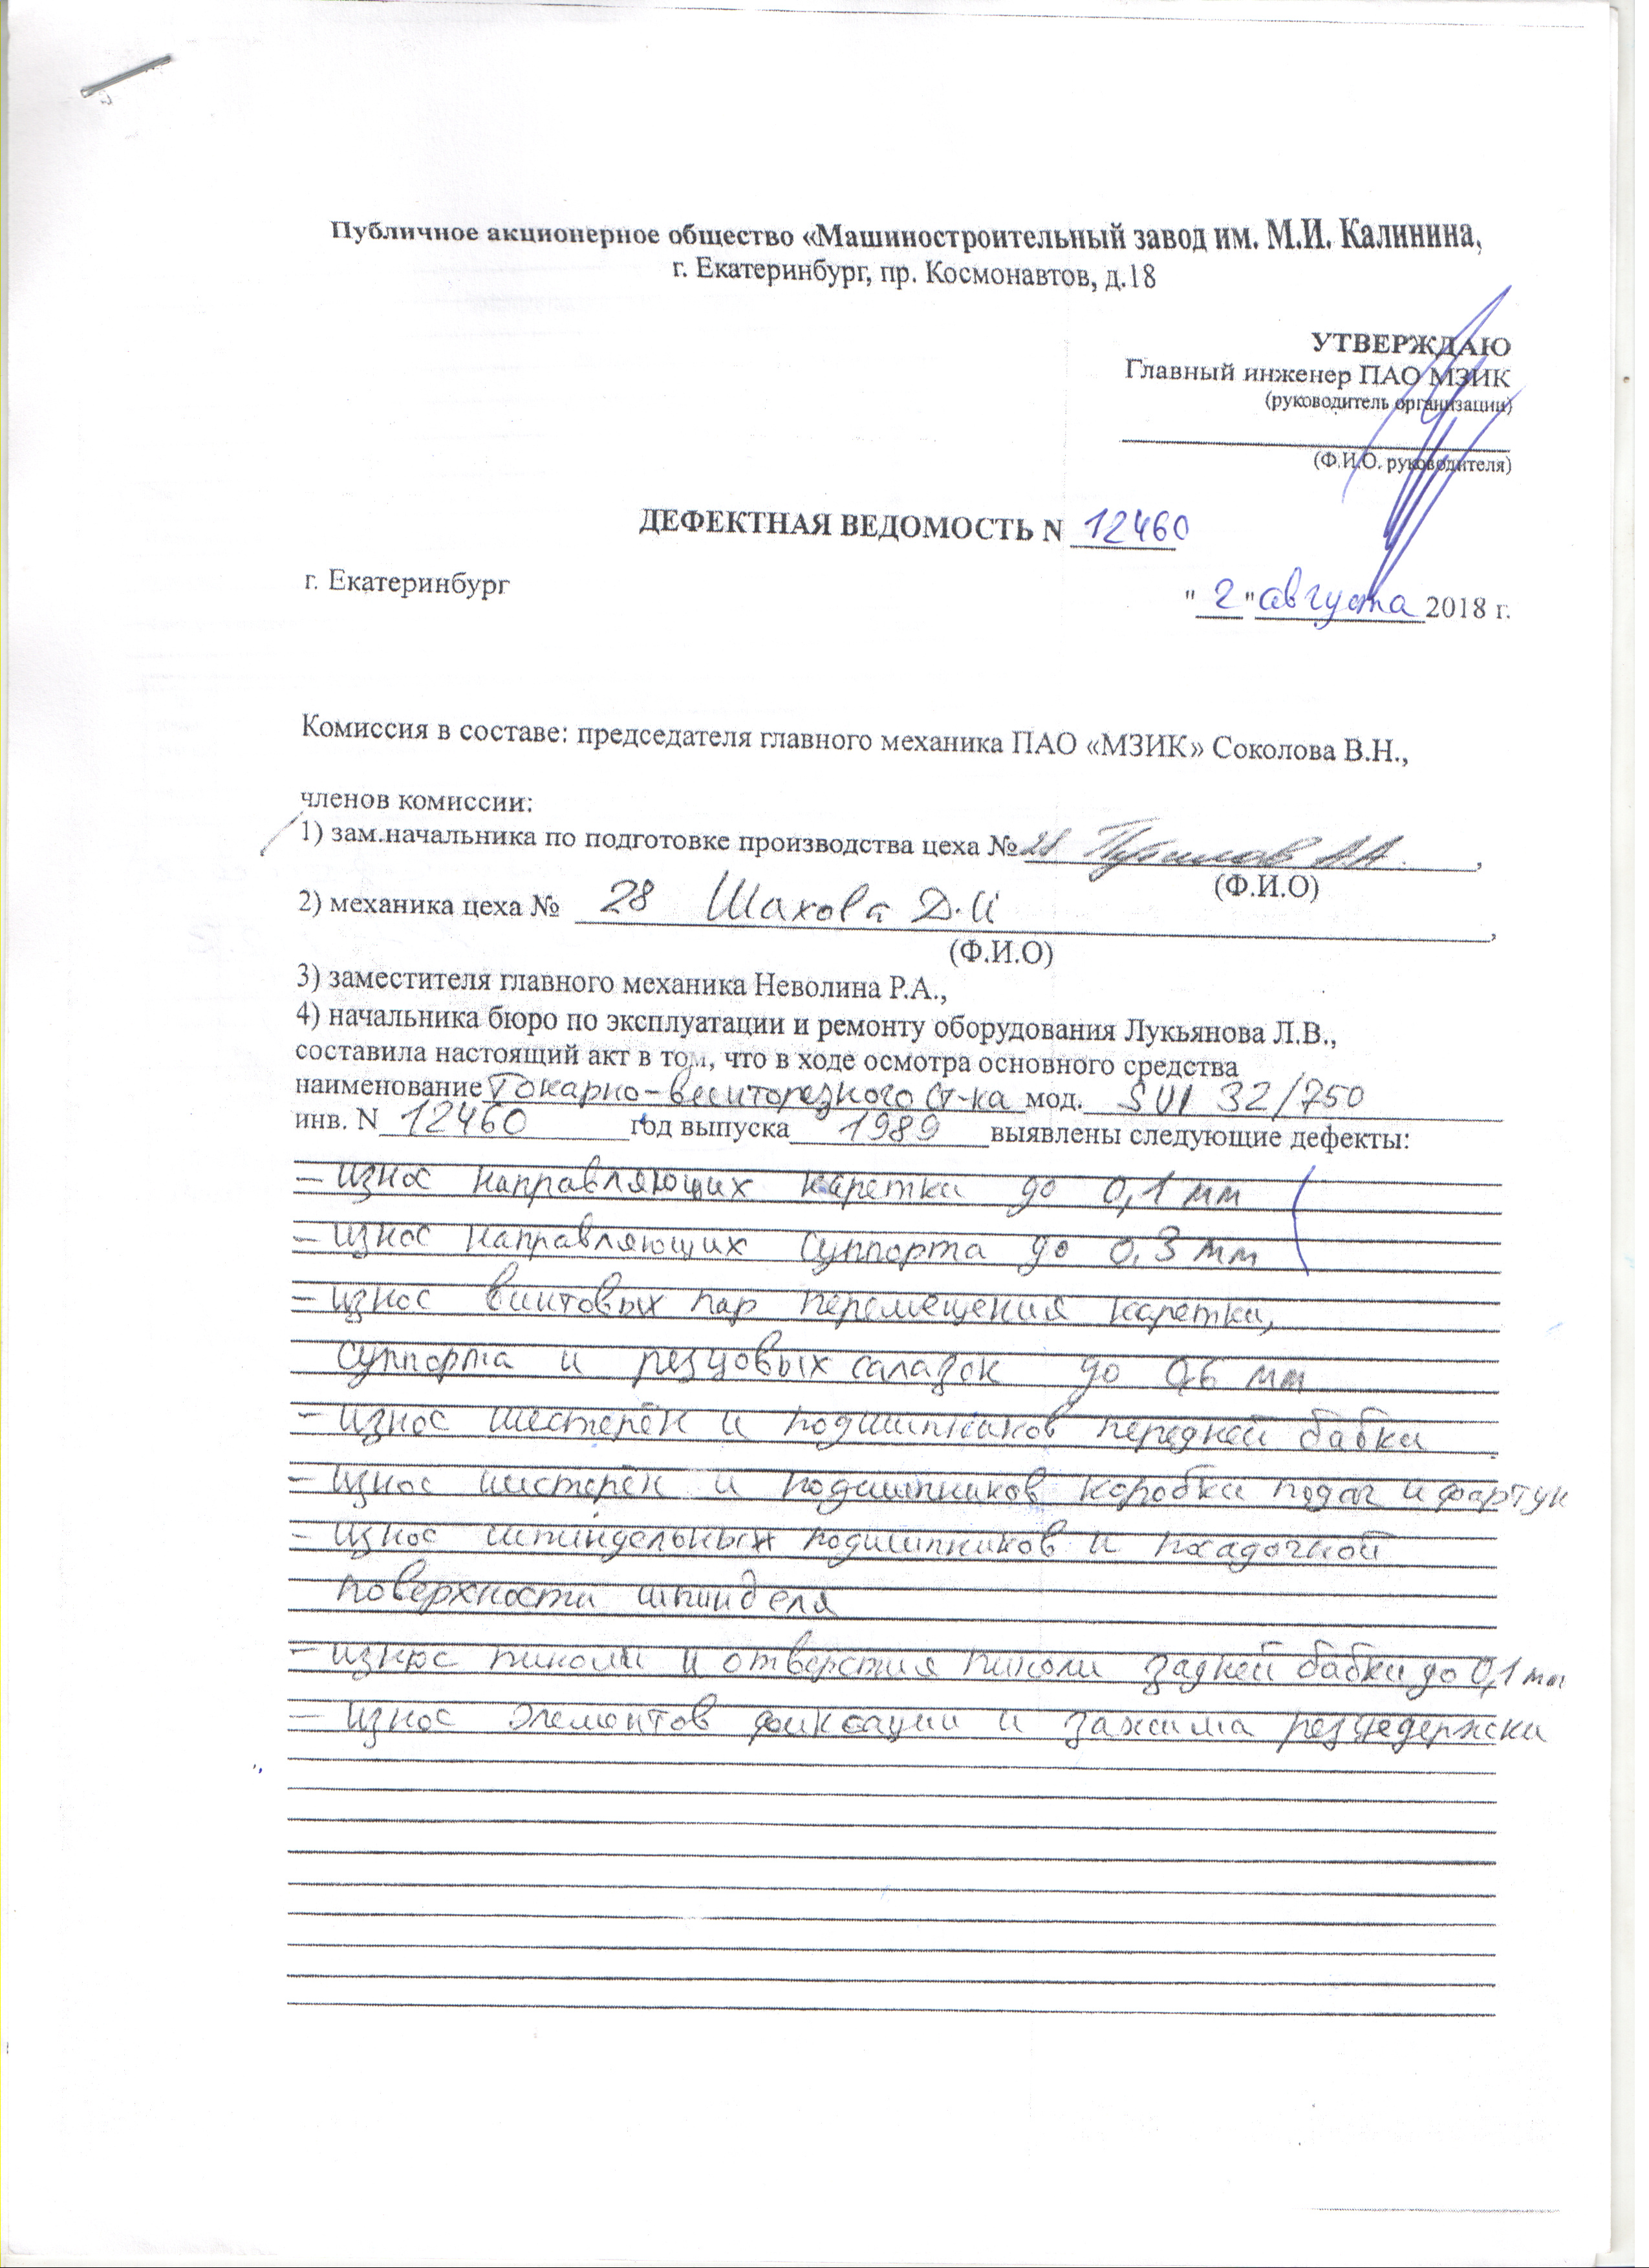 Публичное акционерное общество «Машиностроительный завод им. М.И. Калинина,
г. Екатеринбург, пр. Космонавтов, д.18
УТВЕРЖДАЮ
Главный инженер ПАО МЗИК
(руководитель организации)
(Ф.И.О. руководителя)
ДЕФЕКТНАЯ ВЕДОМОСТЬ N 12460
г. Екатеринбург "2" августа 2018 г.
Комиссия в составе: председателя главного механика ПАО «МЗИК» Соколова В.Н.,
членов комиссии:
1) зам.начальника по подготовке производства цеха № 28 А.А.,
(Ф.И.О)
2) механика цеха № 28 Шахова Д.И,
(Ф.И.О)
3) заместителя главного механика Неволина Р.А.,
4) начальника бюро по эксплуатации и ремонту оборудования Лукьянова Л.В.,
составила настоящий акт в том, что в ходе осмотра основного средства
наименование Токарно-винторезного ст-ка мод. SUI 32/750
инв. N 12460 год выпуска 1989 выявлены следующие дефекты:
– износ направляющих каретки до 0,1 мм
– износ направляющих суппорта до 0,3 мм
– износ винтовых пар перемещения каретки,
суппорта и резцовых салазок до 0,6 мм
– износ шестерён и подшипников передней бабки
– износ шестерён и подшипников коробки подач и фартук
– износ шпиндельных подшипников и посадочной
поверхности шпинделя
– износ пиноли и отверстия пиноли задней бабки до 0,1 мм
– износ элементов фиксации и зажима резцедержки